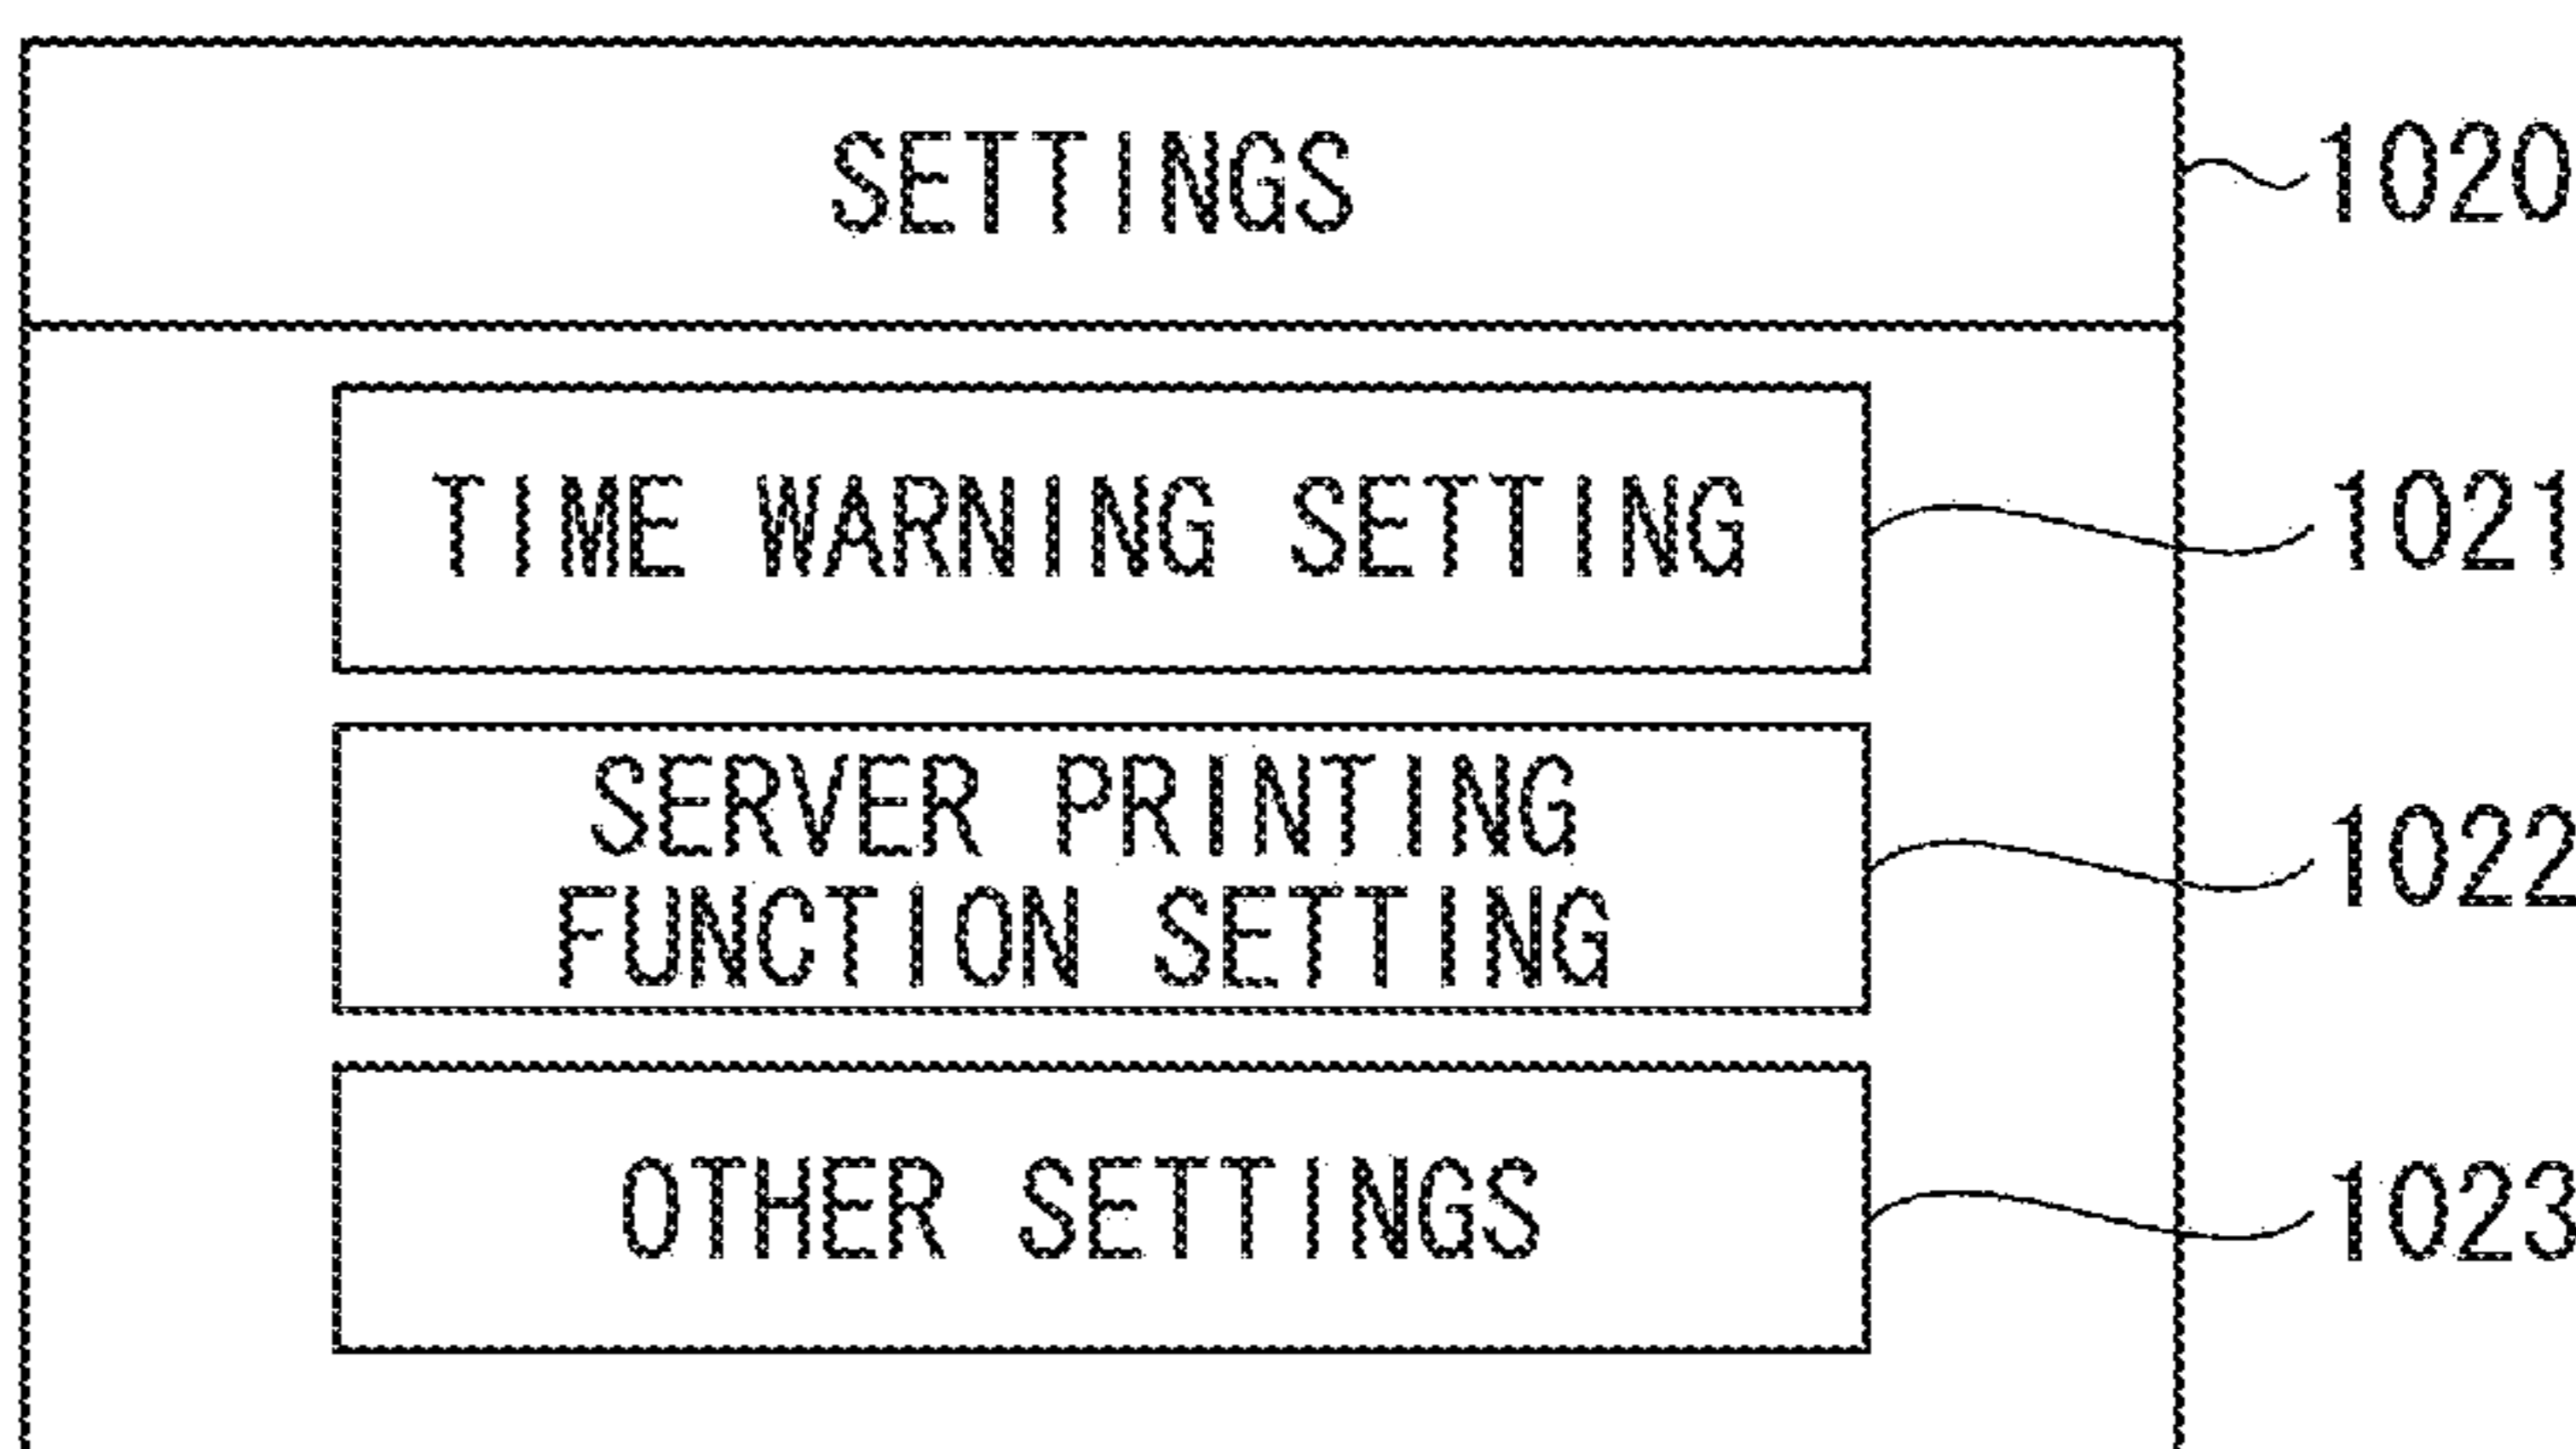 SETTINGS
1020
TIME WARNING SETTING
1021
SERVER PRINTING
FUNCTION SETTING
1022
OTHER SETTINGS
1023